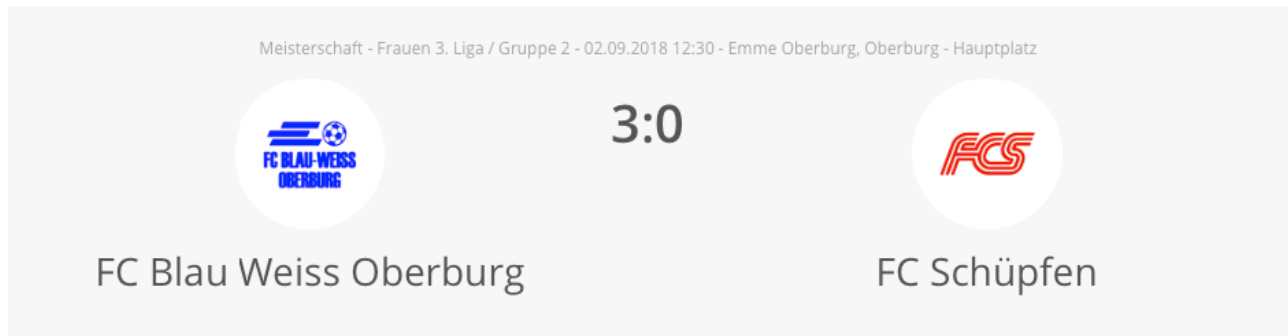 Meisterschaft - Frauen 3. Liga / Gruppe 2 - 02.09.2018 12:30 - Emme Oberburg, Oberburg - Hauptplatz
3:0
FC BLAU-WEISS
OBERBURG
FCS
FC Blau Weiss Oberburg
FC Schüpfen